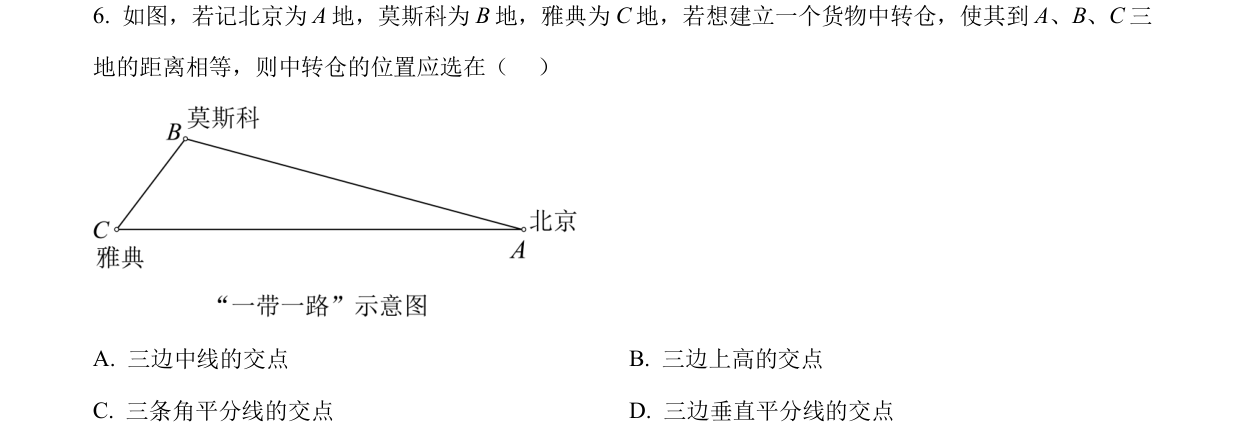 6. 如图，若记北京为 A 地，莫斯科为 B 地，雅典为 C 地，若想建立一个货物中转仓，使其到 A、B、C 三
地的距离相等，则中转仓的位置应选在（　）
莫斯科
B
C
北京
A
雅典
“一带一路”示意图
A. 三边中线的交点 B. 三边上高的交点
C. 三条角平分线的交点 D. 三边垂直平分线的交点